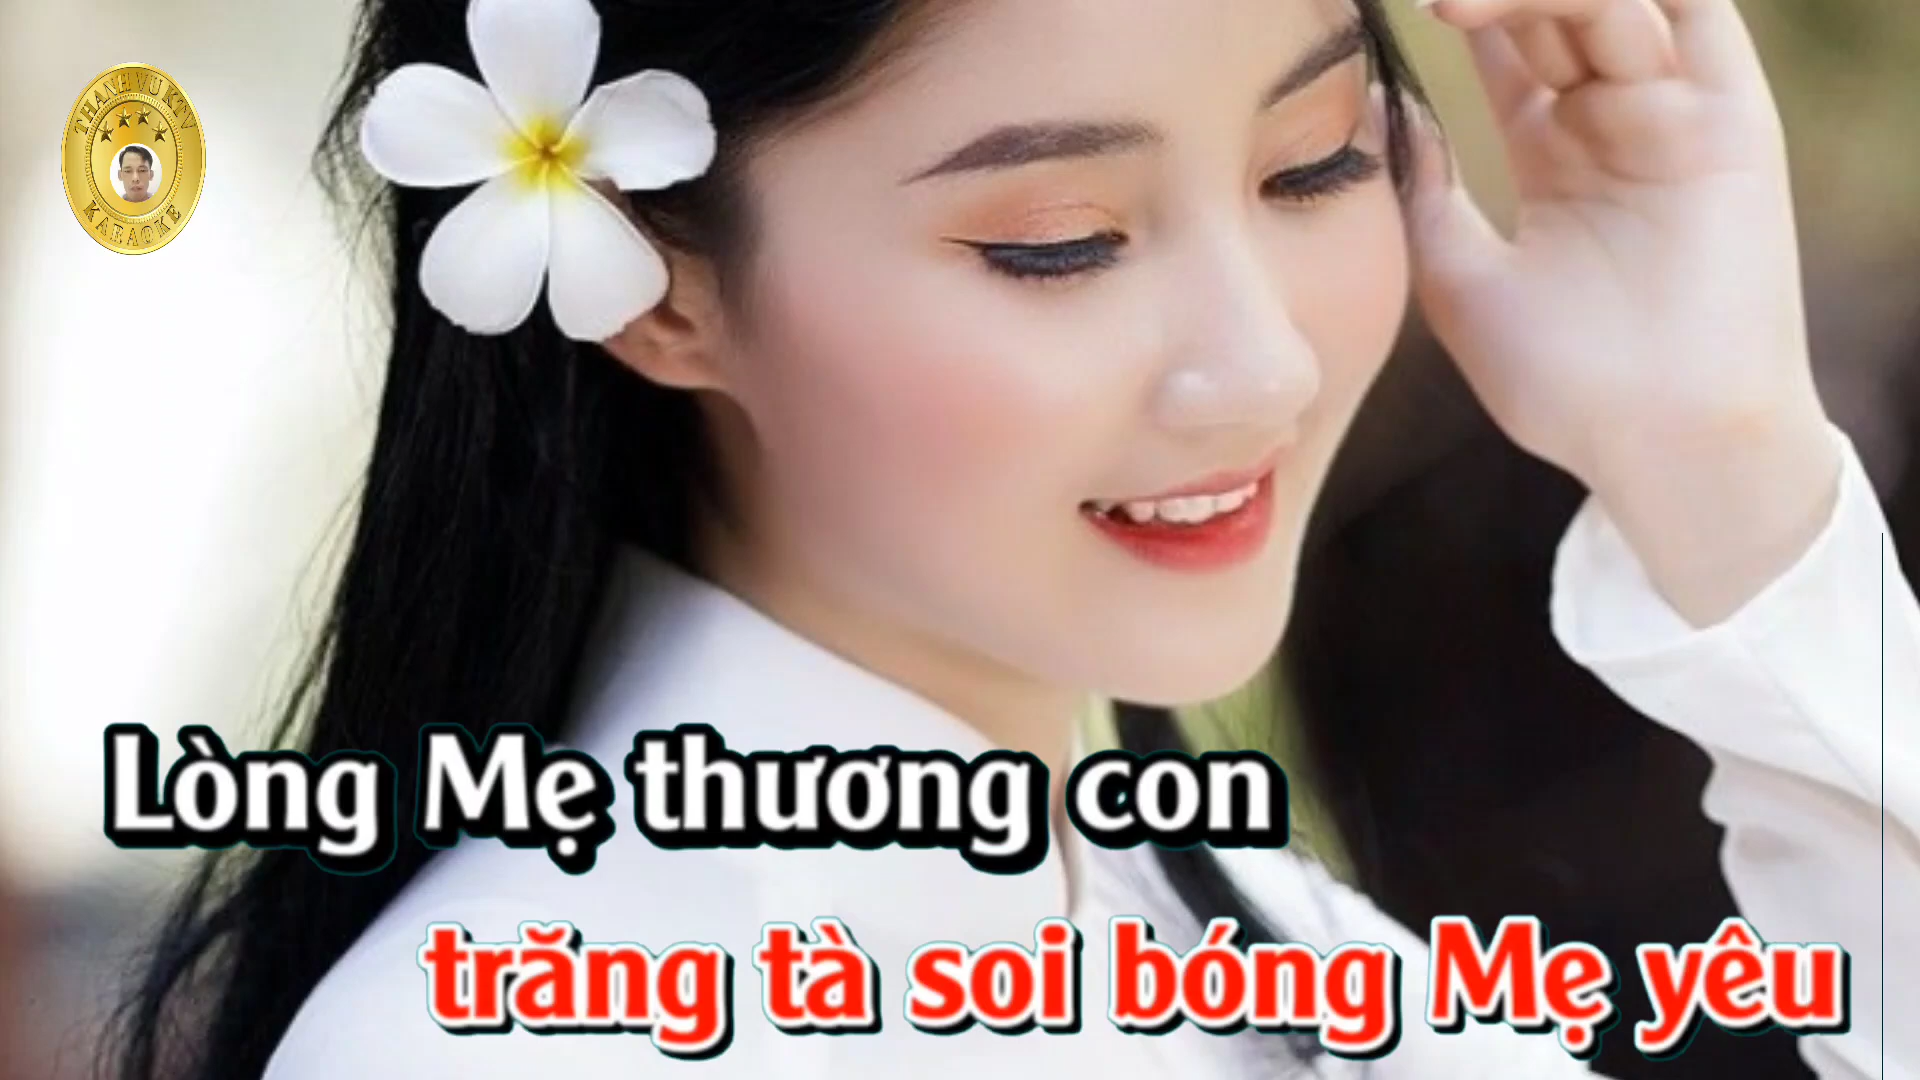 THANH VU KTV
KARAOKE
Lòng Mẹ thương con
trăng tà soi bóng Mẹ yêu